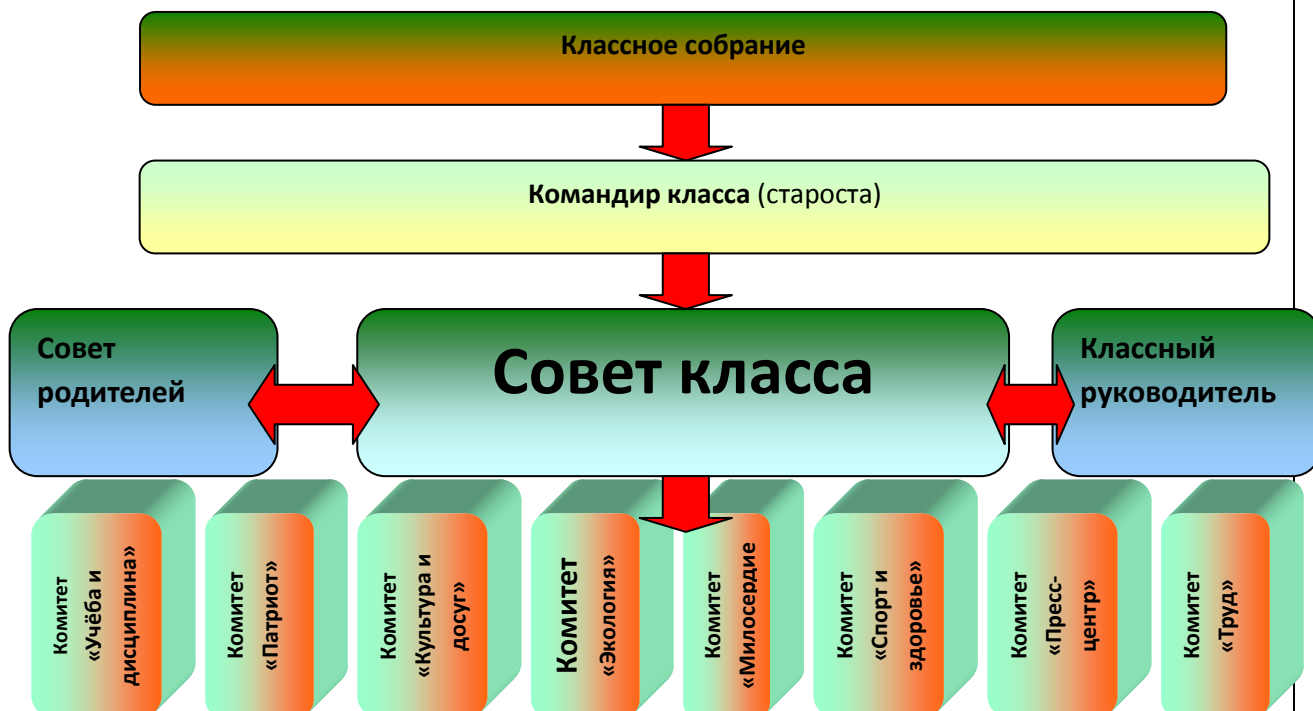 Классное собрание
Командир класса (староста)
Совет
родителей
Совет класса
Классный
руководитель
Комитет
«Учёба и
дисциплина»
Комитет
«Патриот»
Комитет
«Культура и
досуг»
Комитет
«Экология»
Комитет
«Милосердие
Комитет
«Спорт и
здоровье»
Комитет
«Пресс-
центр»
Комитет
«Труд»